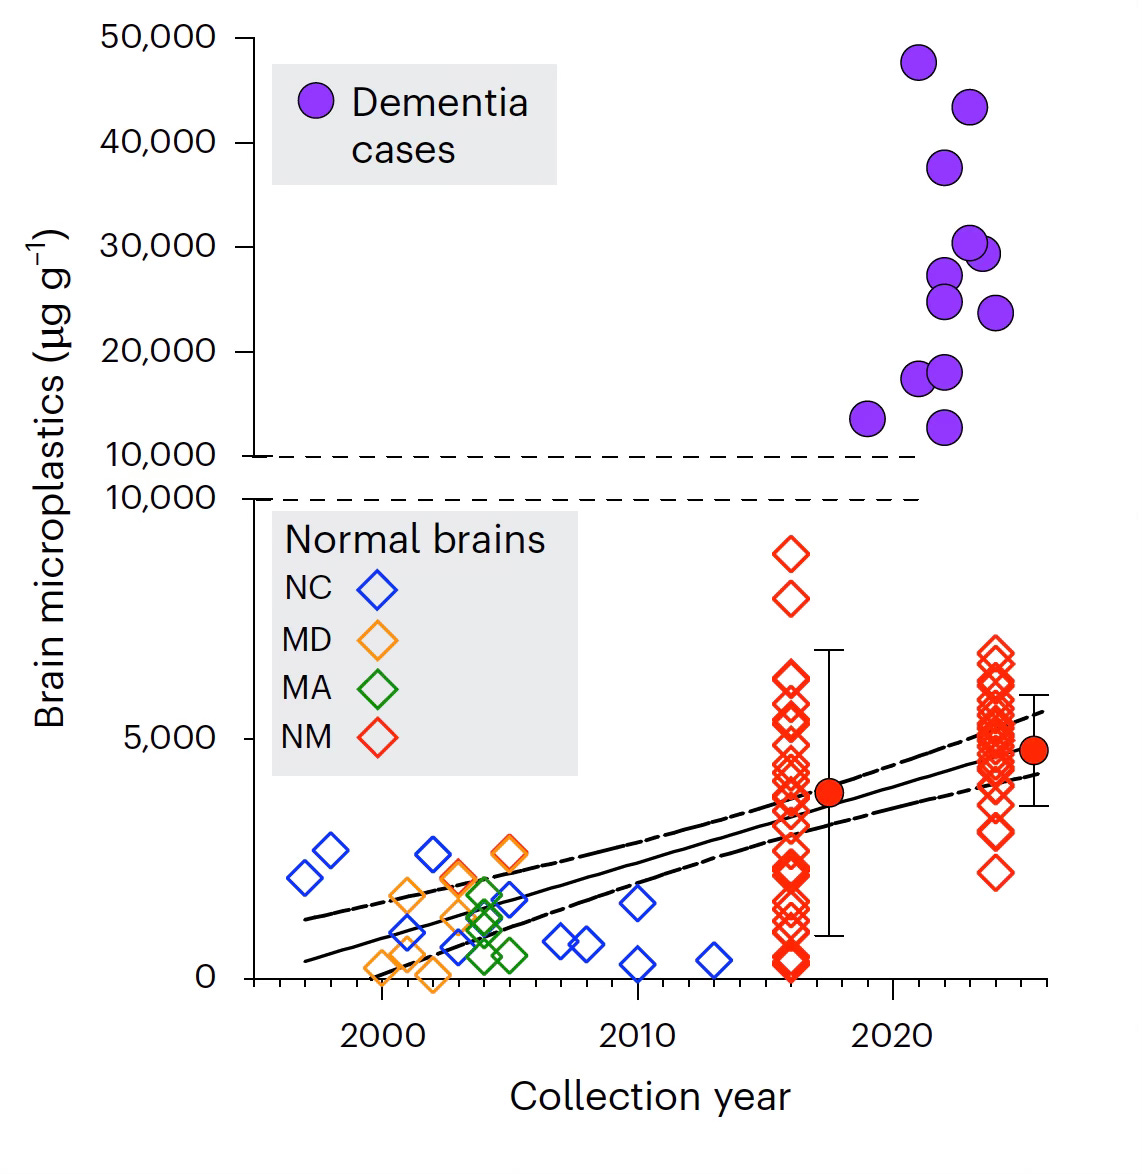 50,000
Dementia
cases
40,000
30,000
20,000
10,000
10,000
Brain microplastics (µg g⁻¹)
Normal brains
NC
MD
MA
NM
5,000
0
2000 2010 2020
Collection year